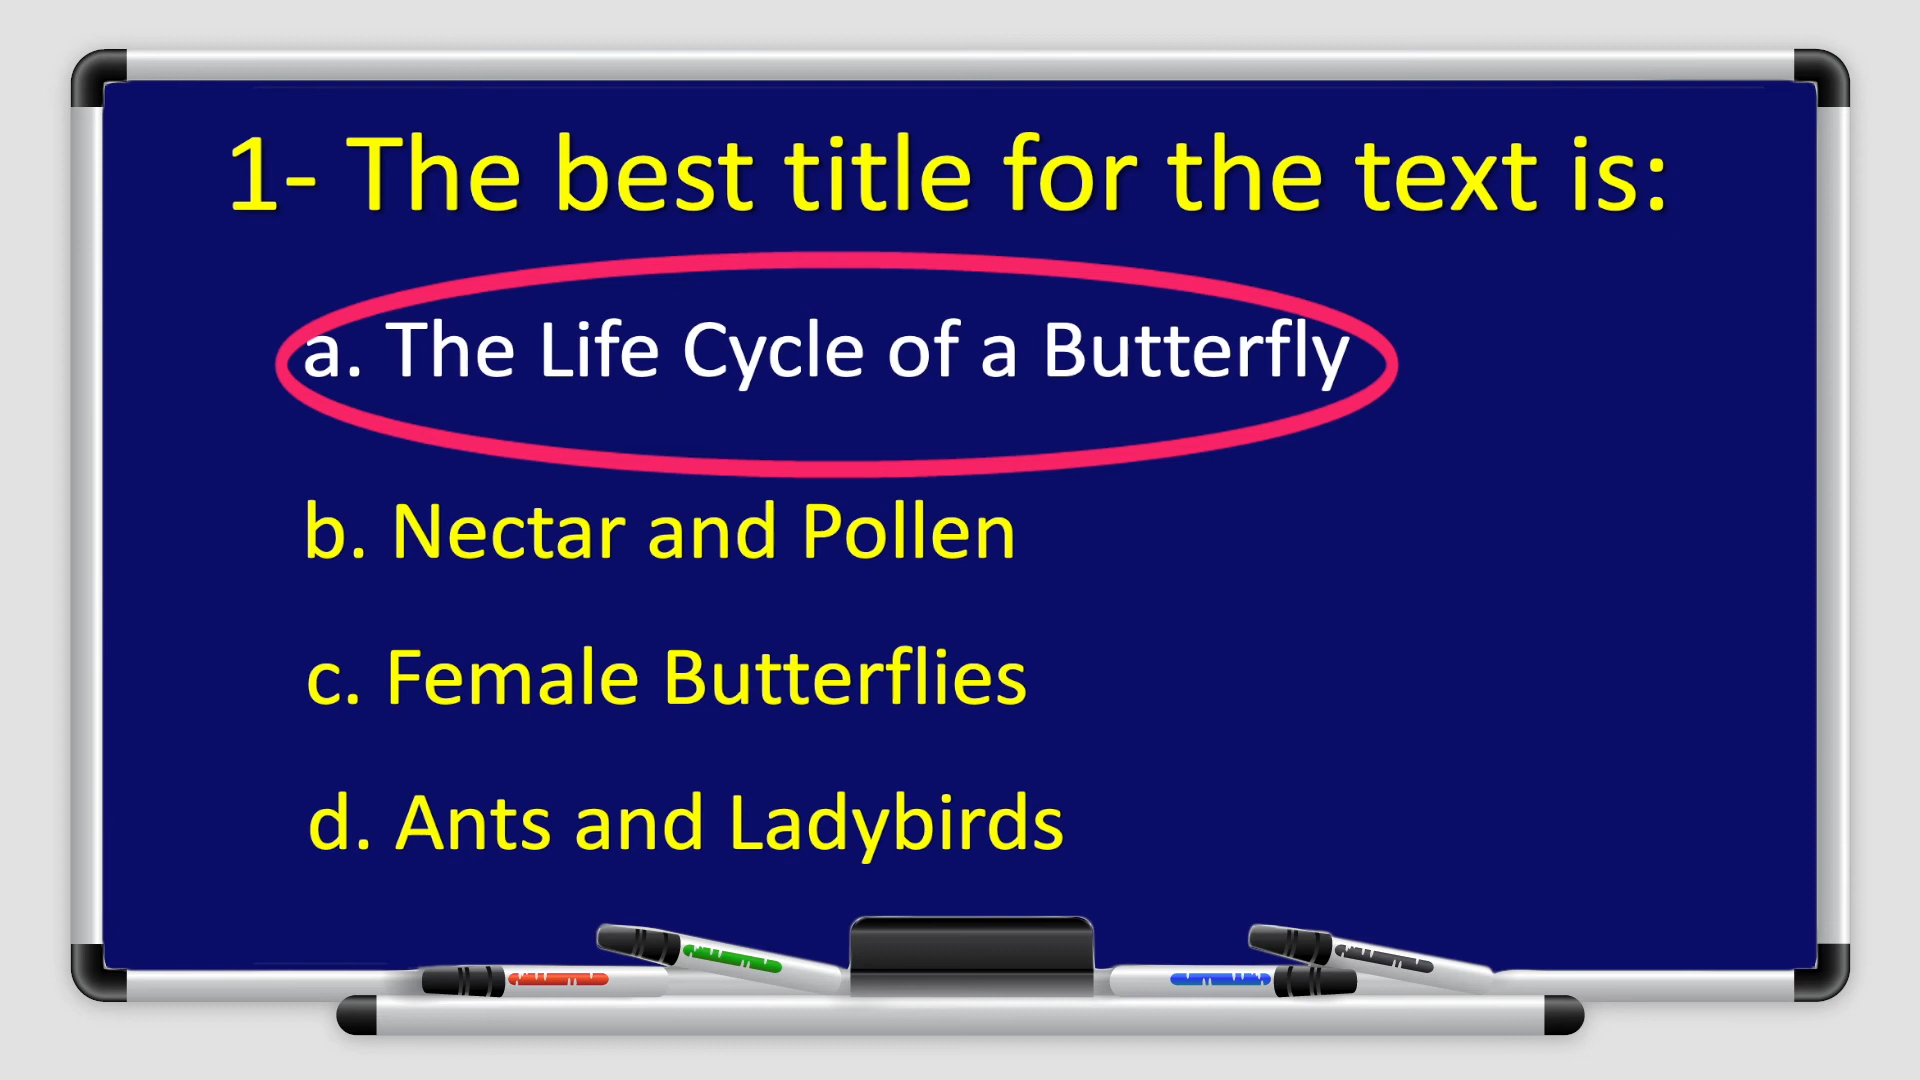 1- The best title for the text is:
a. The Life Cycle of a Butterfly
b. Nectar and Pollen
c. Female Butterflies
d. Ants and Ladybirds